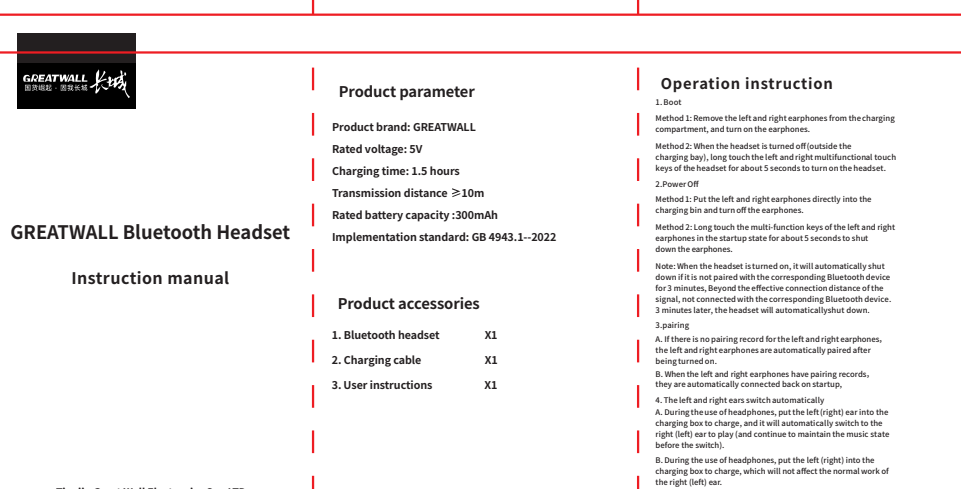 GREATWALL 长城
国货崛起·固我长城
GREATWALL Bluetooth Headset
Instruction manual
Product parameter
Product brand: GREATWALL
Rated voltage: 5V
Charging time: 1.5 hours
Transmission distance ≥10m
Rated battery capacity :300mAh
Implementation standard: GB 4943.1--2022
Product accessories
1. Bluetooth headset X1
2. Charging cable X1
3. User instructions X1
Operation instruction
1.Boot
Method 1: Remove the left and right earphones from the charging
compartment, and turn on the earphones.
Method 2: When the headset is turned off (outside the
charging bay), long touch the left and right multifunctional touch
keys of the headset for about 5 seconds to turn on the headset.
2.Power Off
Method 1: Put the left and right earphones directly into the
charging bin and turn off the earphones.
Method 2: Long touch the multi-function keys of the left and right
earphones in the startup state for about 5 seconds to shut
down the earphones.
Note: When the headset is turned on, it will automatically shut
down if it is not paired with the corresponding Bluetooth device
for 3 minutes, Beyond the effective connection distance of the
signal, not connected with the corresponding Bluetooth device.
3 minutes later, the headset will automaticallyshut down.
3.pairing
A. If there is no pairing record for the left and right earphones,
the left and right earphones are automatically paired after
being turned on.
B. When the left and right earphones have pairing records,
they are automatically connected back on startup,
4. The left and right ears switch automatically
A. During the use of headphones, put the left (right) ear into the
charging box to charge, and it will automatically switch to the
right (left) ear to play (and continue to maintain the music state
before the switch).
B. During the use of headphones, put the left (right) into the
charging box to charge, which will not affect the normal work of
the right (left) ear.